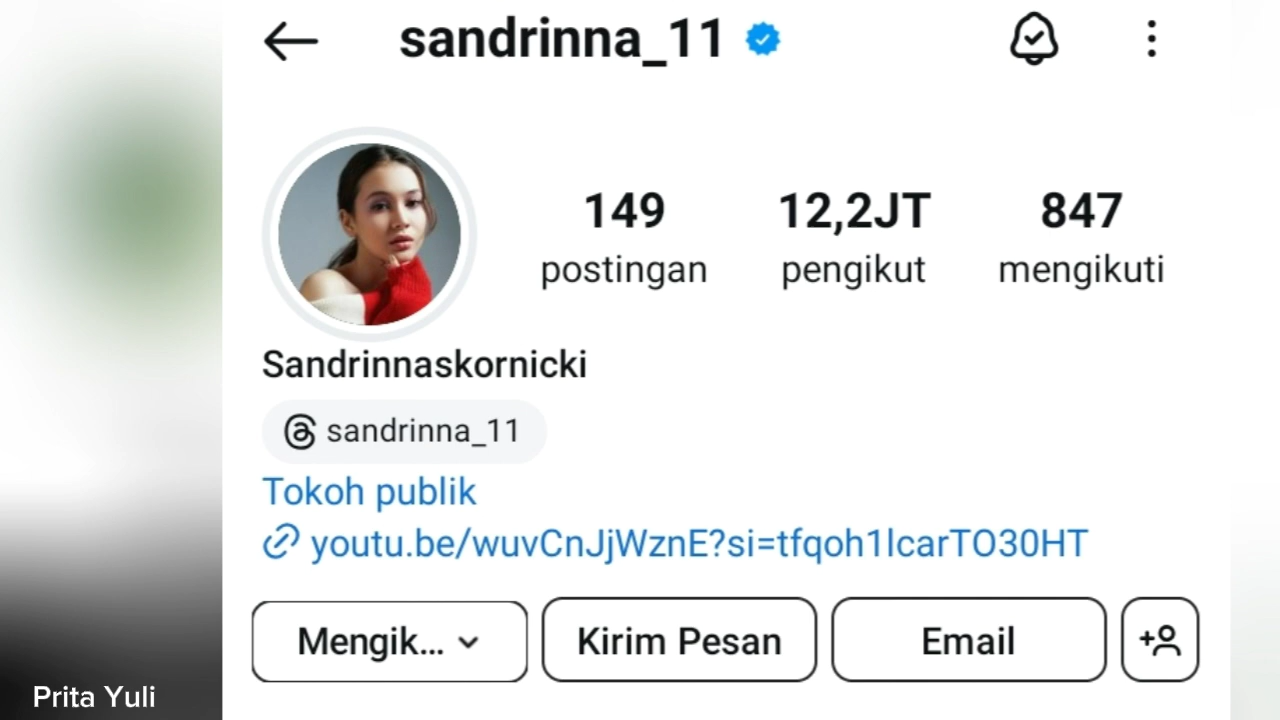 sandrinna_11
149 12,2JT 847
postingan pengikut mengikuti
Sandrinnaskornicki
sandrinna_11
Tokoh publik
youtu.be/wuvCnJjWznE?si=tfqoh1lcarTO30HT
Mengik... Kirim Pesan Email
Prita Yuli